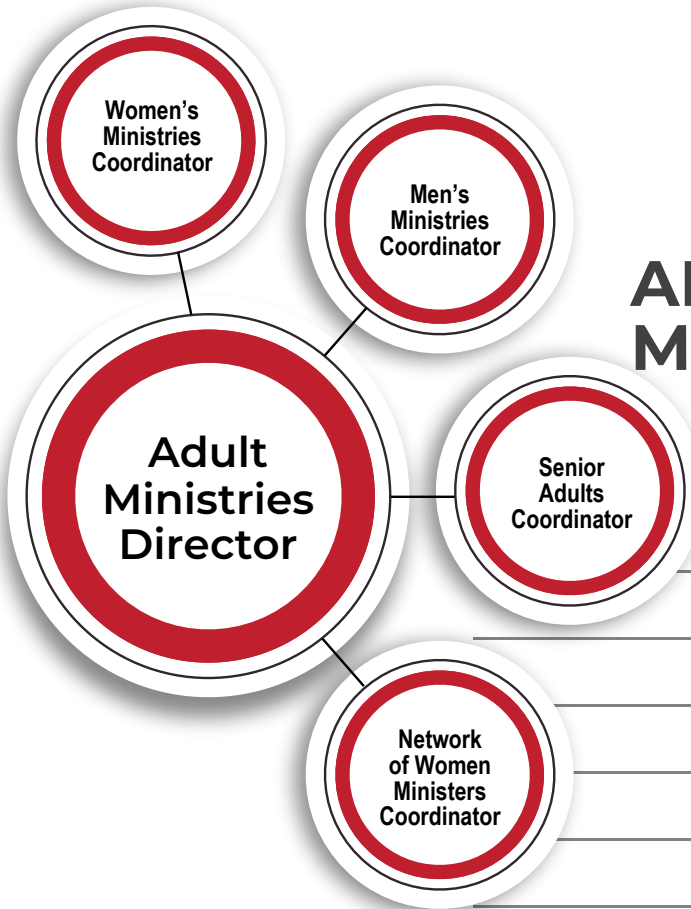 Women's
Ministries
Coordinator
Men's
Ministries
Coordinator
Adult
Ministries
Director
Senior
Adults
Coordinator
Network
of Women
Ministers
Coordinator